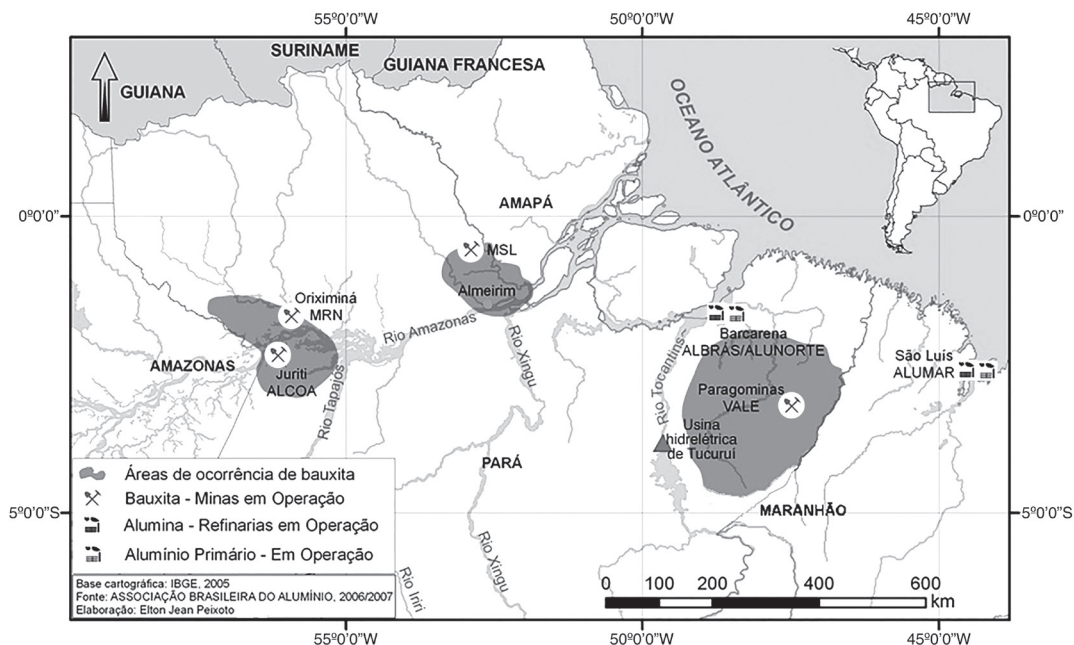 55º0'0"W
50º0'0"W
45º0'0"W
SURINAME
GUIANA FRANCESA
GUIANA
OCEANO ATLÂNTICO
0º0'0"
0º0'0"
AMAPÁ
MSL
Almeirim
Oriximiná
MRN
Rio Amazonas
AMAZONAS
Juriti
ALCOA
Rio Tapajos
Rio Xingu
Barcarena
ALBRÁS/ALUNORTE
São Luís
ALUMAR
Rio Tocantins
Paragominas
VALE
Usina
hidrelétrica
de Tucuruí
PARÁ
MARANHÃO
5º0'0"S
5º0'0"S
Áreas de ocorrência de bauxita
Bauxita - Minas em Operação
Alumina - Refinarias em Operação
Alumínio Primário - Em Operação
Rio Xingu
Rio Iriri
Base cartográfica: IBGE, 2005
Fonte: ASSOCIAÇÃO BRASILEIRA DO ALUMÍNIO, 2006/2007
Elaboração: Elton Jean Peixoto
0 100 200 400 600
km
55º0'0"W
50º0'0"W
45º0'0"W